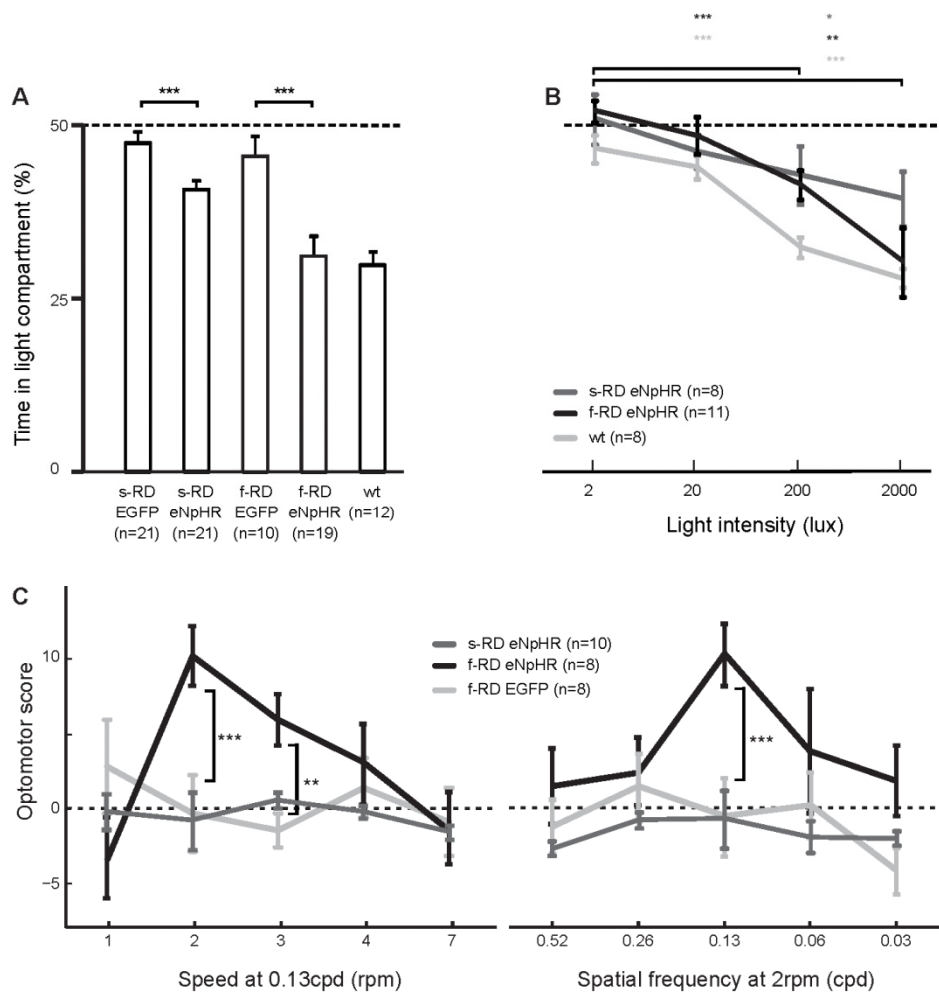 *** *
*** **
***
A
*** ***
B
50
25
0
Time in light compartment (%)
s-RD EGFP (n=21)
s-RD eNpHR (n=21)
f-RD EGFP (n=10)
f-RD eNpHR (n=19)
wt (n=12)
s-RD eNpHR (n=8)
f-RD eNpHR (n=11)
wt (n=8)
2 20 200 2000
Light intensity (lux)
C
10
5
0
−5
Optomotor score
s-RD eNpHR (n=10)
f-RD eNpHR (n=8)
f-RD EGFP (n=8)
***
**
***
1 2 3 4 7
Speed at 0.13cpd (rpm)
0.52 0.26 0.13 0.06 0.03
Spatial frequency at 2rpm (cpd)